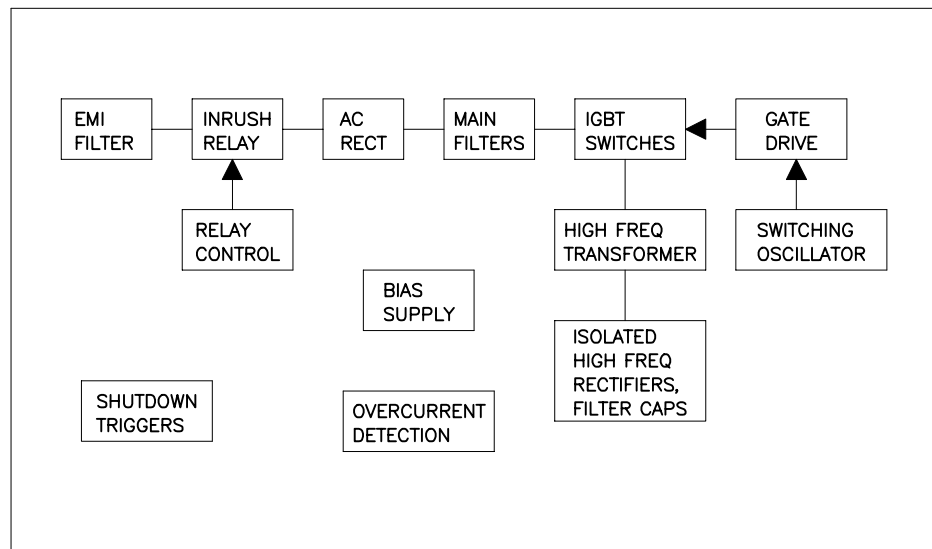 EMI
FILTER
INRUSH
RELAY
AC
RECT
MAIN
FILTERS
IGBT
SWITCHES
GATE
DRIVE
RELAY
CONTROL
HIGH FREQ
TRANSFORMER
SWITCHING
OSCILLATOR
BIAS
SUPPLY
ISOLATED
HIGH FREQ
RECTIFIERS,
FILTER CAPS
SHUTDOWN
TRIGGERS
OVERCURRENT
DETECTION